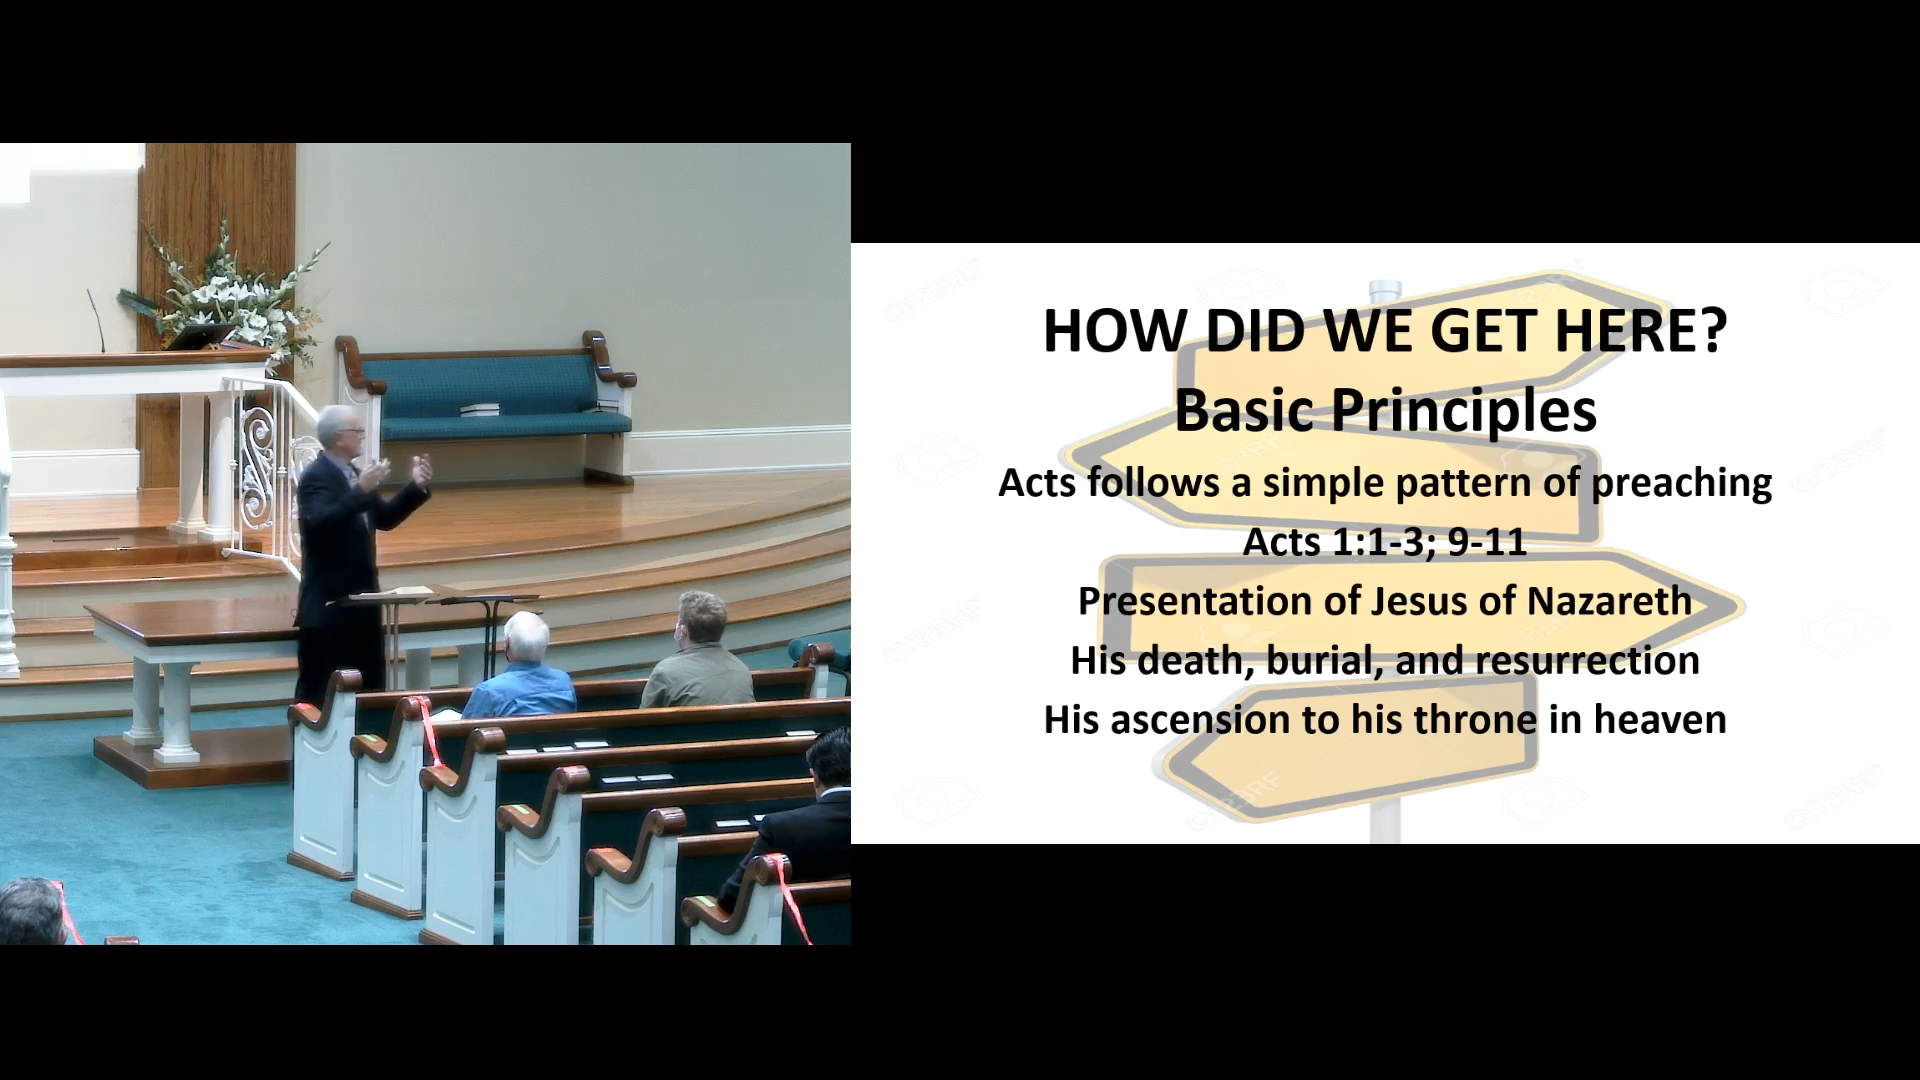 HOW DID WE GET HERE?
Basic Principles
Acts follows a simple pattern of preaching
Acts 1:1-3; 9-11
Presentation of Jesus of Nazareth
His death, burial, and resurrection
His ascension to his throne in heaven